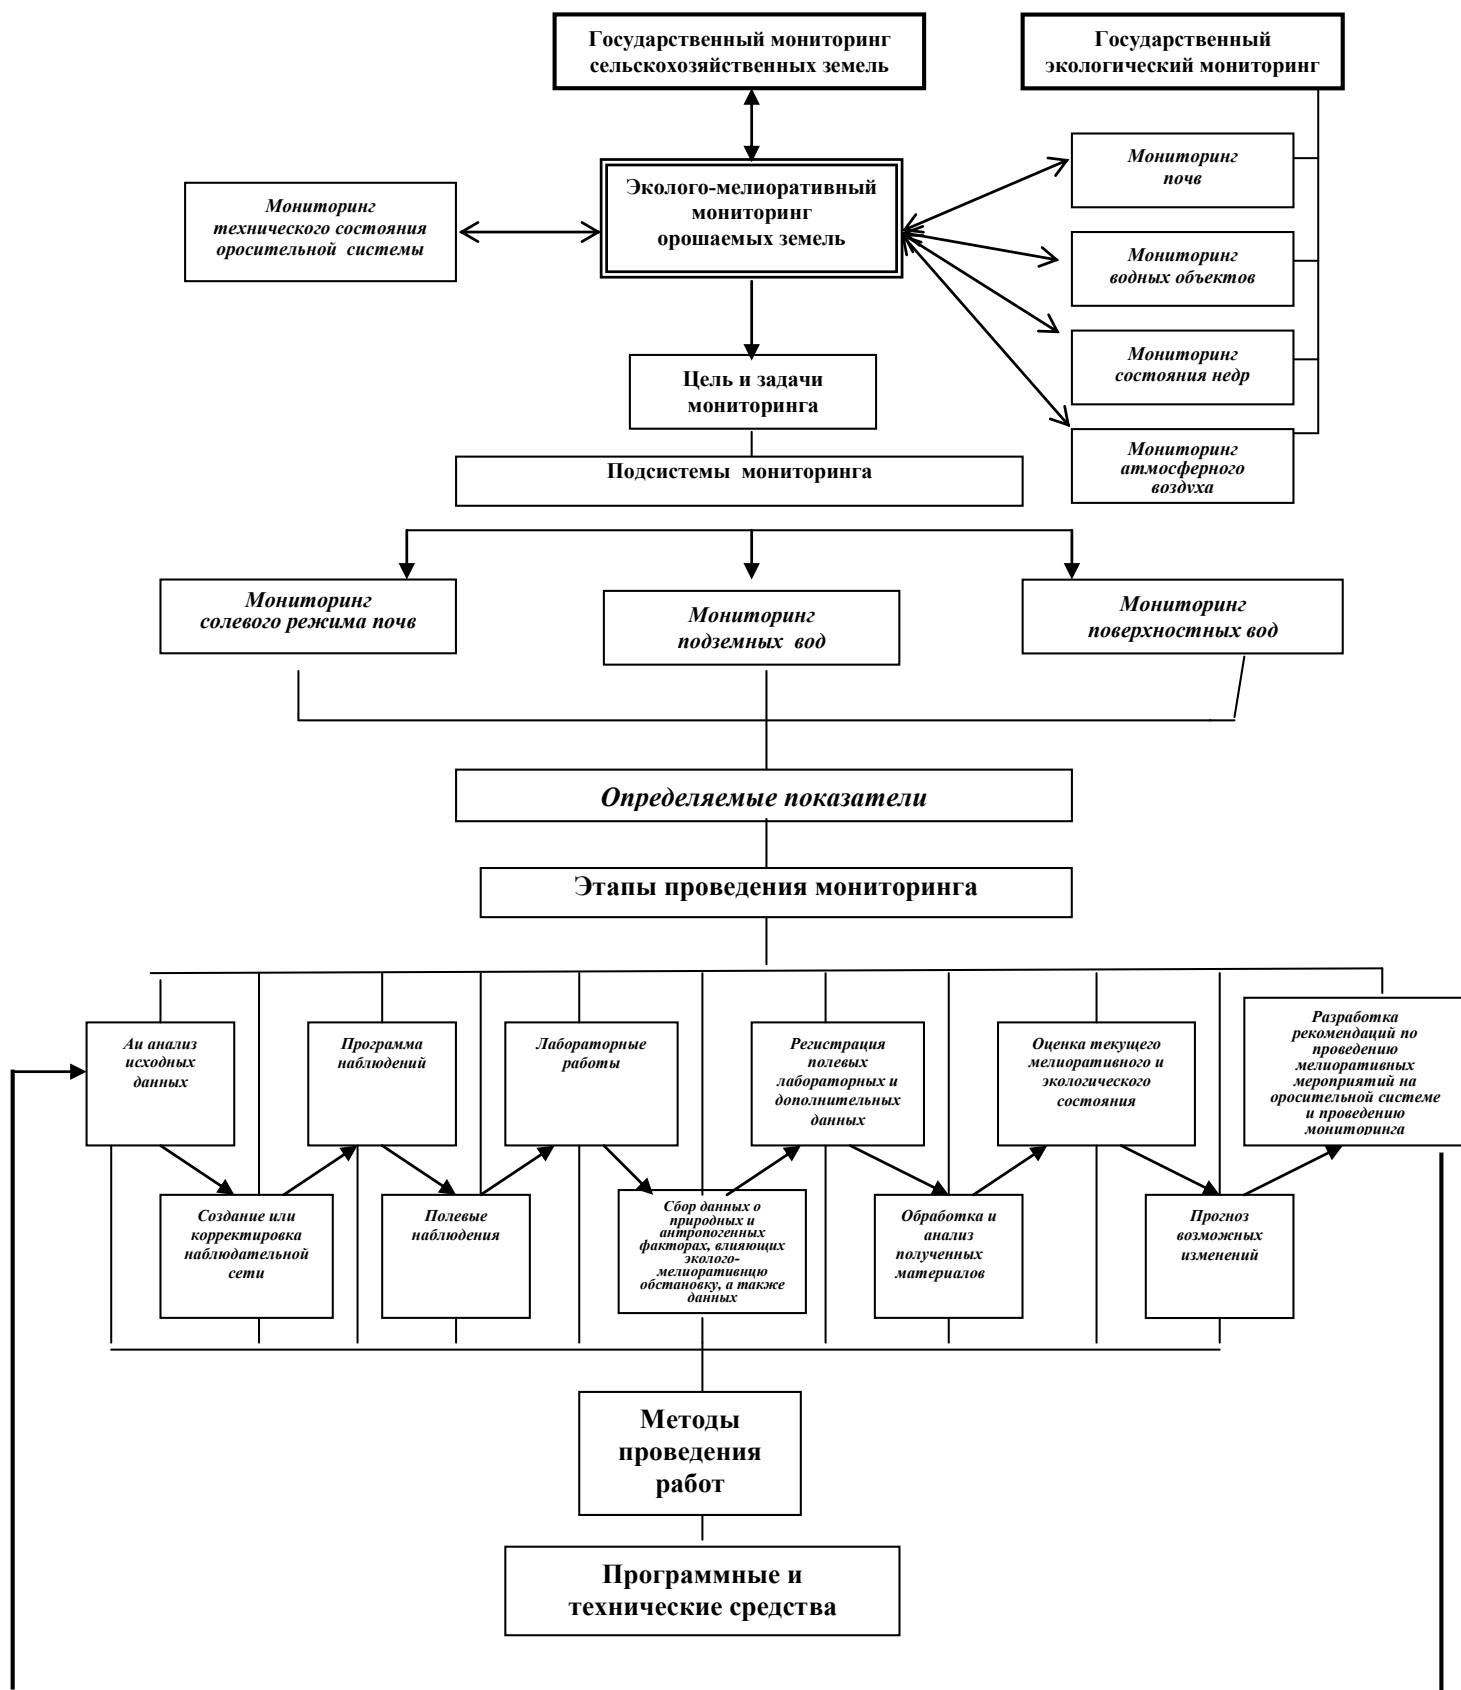 Государственный мониторинг
сельскохозяйственных земель
Государственный
экологический мониторинг
Мониторинг
почв
Эколого-мелиоративный
мониторинг
орошаемых земель
Мониторинг
технического состояния
оросительной системы
Мониторинг
водных объектов
Мониторинг
состояния недр
Цель и задачи
мониторинга
Мониторинг
атмосферного
воздуха
Подсистемы мониторинга
Мониторинг
солевого режима почв
Мониторинг
подземных вод
Мониторинг
поверхностных вод
Определяемые показатели
Этапы проведения мониторинга
Аи анализ
исходных
данных
Программа
наблюдений
Лабораторные
работы
Регистрация
полевых
лабораторных и
дополнительных
данных
Оценка текущего
мелиоративного и
экологического
состояния
Разработка
рекомендаций по
проведению
мелиоративных
мероприятий на
оросительной системе
и проведению
мониторинга
Создание или
корректировка
наблюдательной
сети
Полевые
наблюдения
Сбор данных о
природных и
антропогенных
факторах, влияющих
эколого-
мелиоративнцю
обстановку, а также
данных
Обработка и
анализ
полученных
материалов
Прогноз
возможных
изменений
Методы
проведения
работ
Программные и
технические средства